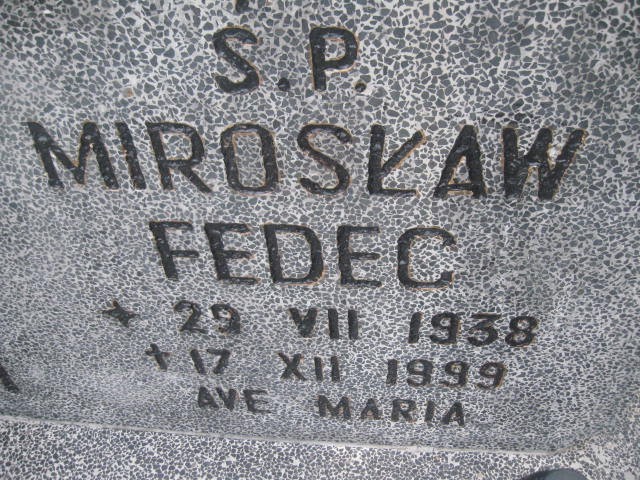 Ś.P.
MIROSŁAW
FEDEC
29 VII 1938
17 XII 1999
AVE MARIA